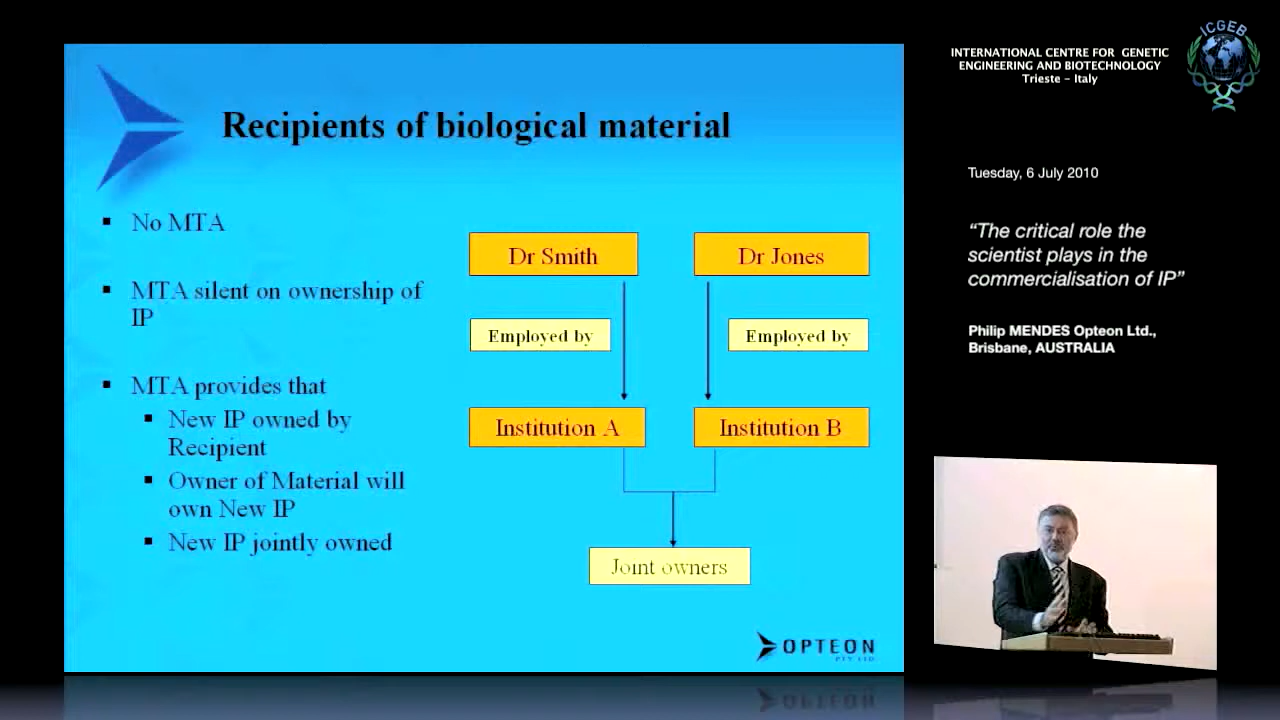 Recipients of biological material
No MTA
MTA silent on ownership of
IP
MTA provides that
New IP owned by
Recipient
Owner of Material will
own New IP
New IP jointly owned
Dr Smith
Dr Jones
Employed by
Employed by
Institution A
Institution B
Joint owners
OPTEON
PTY LTD
INTERNATIONAL CENTRE FOR GENETIC
ENGINEERING AND BIOTECHNOLOGY
Trieste - Italy
ICGEB
Tuesday, 6 July 2010
“The critical role the
scientist plays in the
commercialisation of IP”
Philip MENDES Opteon Ltd.,
Brisbane, AUSTRALIA